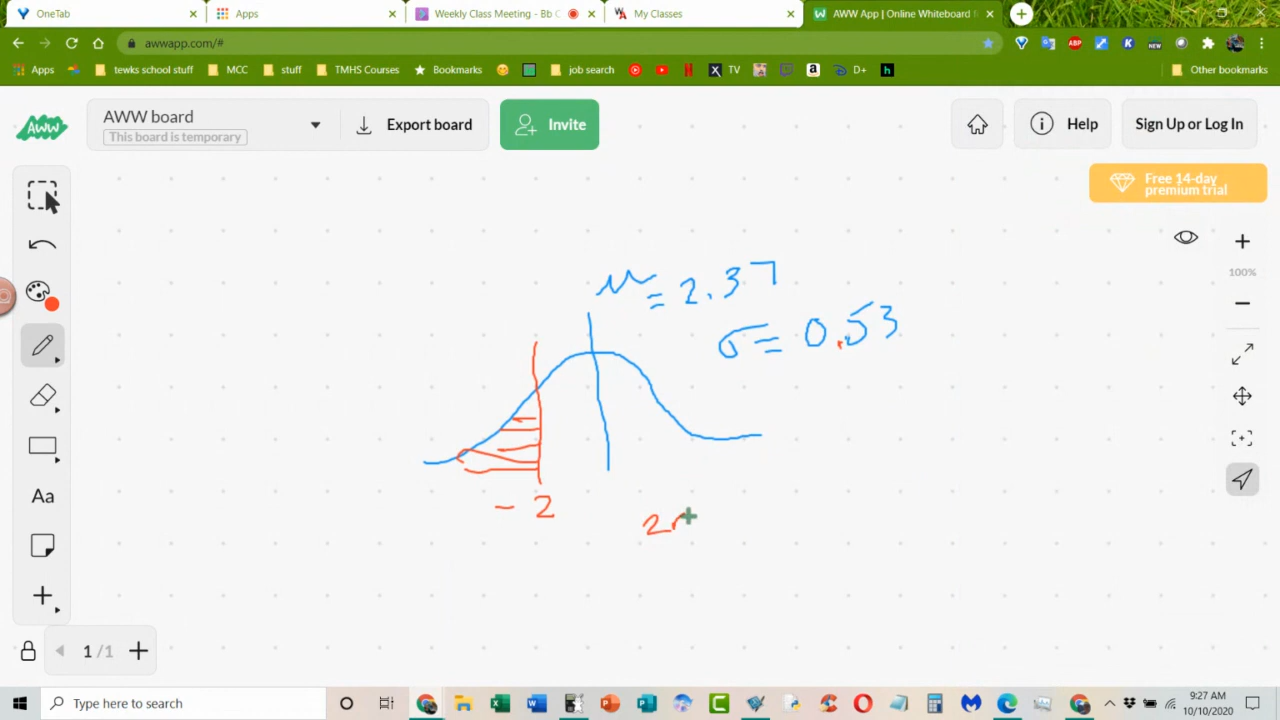 OneTab
Apps
Weekly Class Meeting - Bb C
My Classes
AWW App | Online Whiteboard f
awwapp.com/#
Apps
tewks school stuff
MCC
stuff
TMHS Courses
Bookmarks
job search
TV
D+
Other bookmarks
AWW
AWW board
This board is temporary
Export board
Invite
Help
Sign Up or Log In
Free 14-day
premium trial
100%
μ = 2.37
σ = 0.53
- 2
2
Aa
1 / 1
Type here to search
9:27 AM
10/10/2020